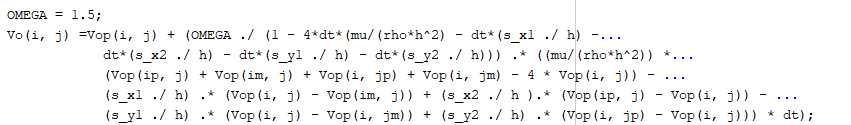 OMEGA = 1.5;
Vo(i, j) =Vop(i, j) + (OMEGA ./ (1 - 4*dt*(mu/(rho*h^2) - dt*(s_x1 ./ h) -...
dt*(s_x2 ./ h) - dt*(s_y1 ./ h) - dt*(s_y2 ./ h))) .* ((mu/(rho*h^2)) *...
(Vop(ip, j) + Vop(im, j) + Vop(i, jp) + Vop(i, jm) - 4 * Vop(i, j)) - ...
(s_x1 ./ h) .* (Vop(i, j) - Vop(im, j)) + (s_x2 ./ h ).* (Vop(ip, j) - Vop(i, j)) - ...
(s_y1 ./ h) .* (Vop(i, j) - Vop(i, jm)) + (s_y2 ./ h) .* (Vop(i, jp) - Vop(i, j))) * dt);